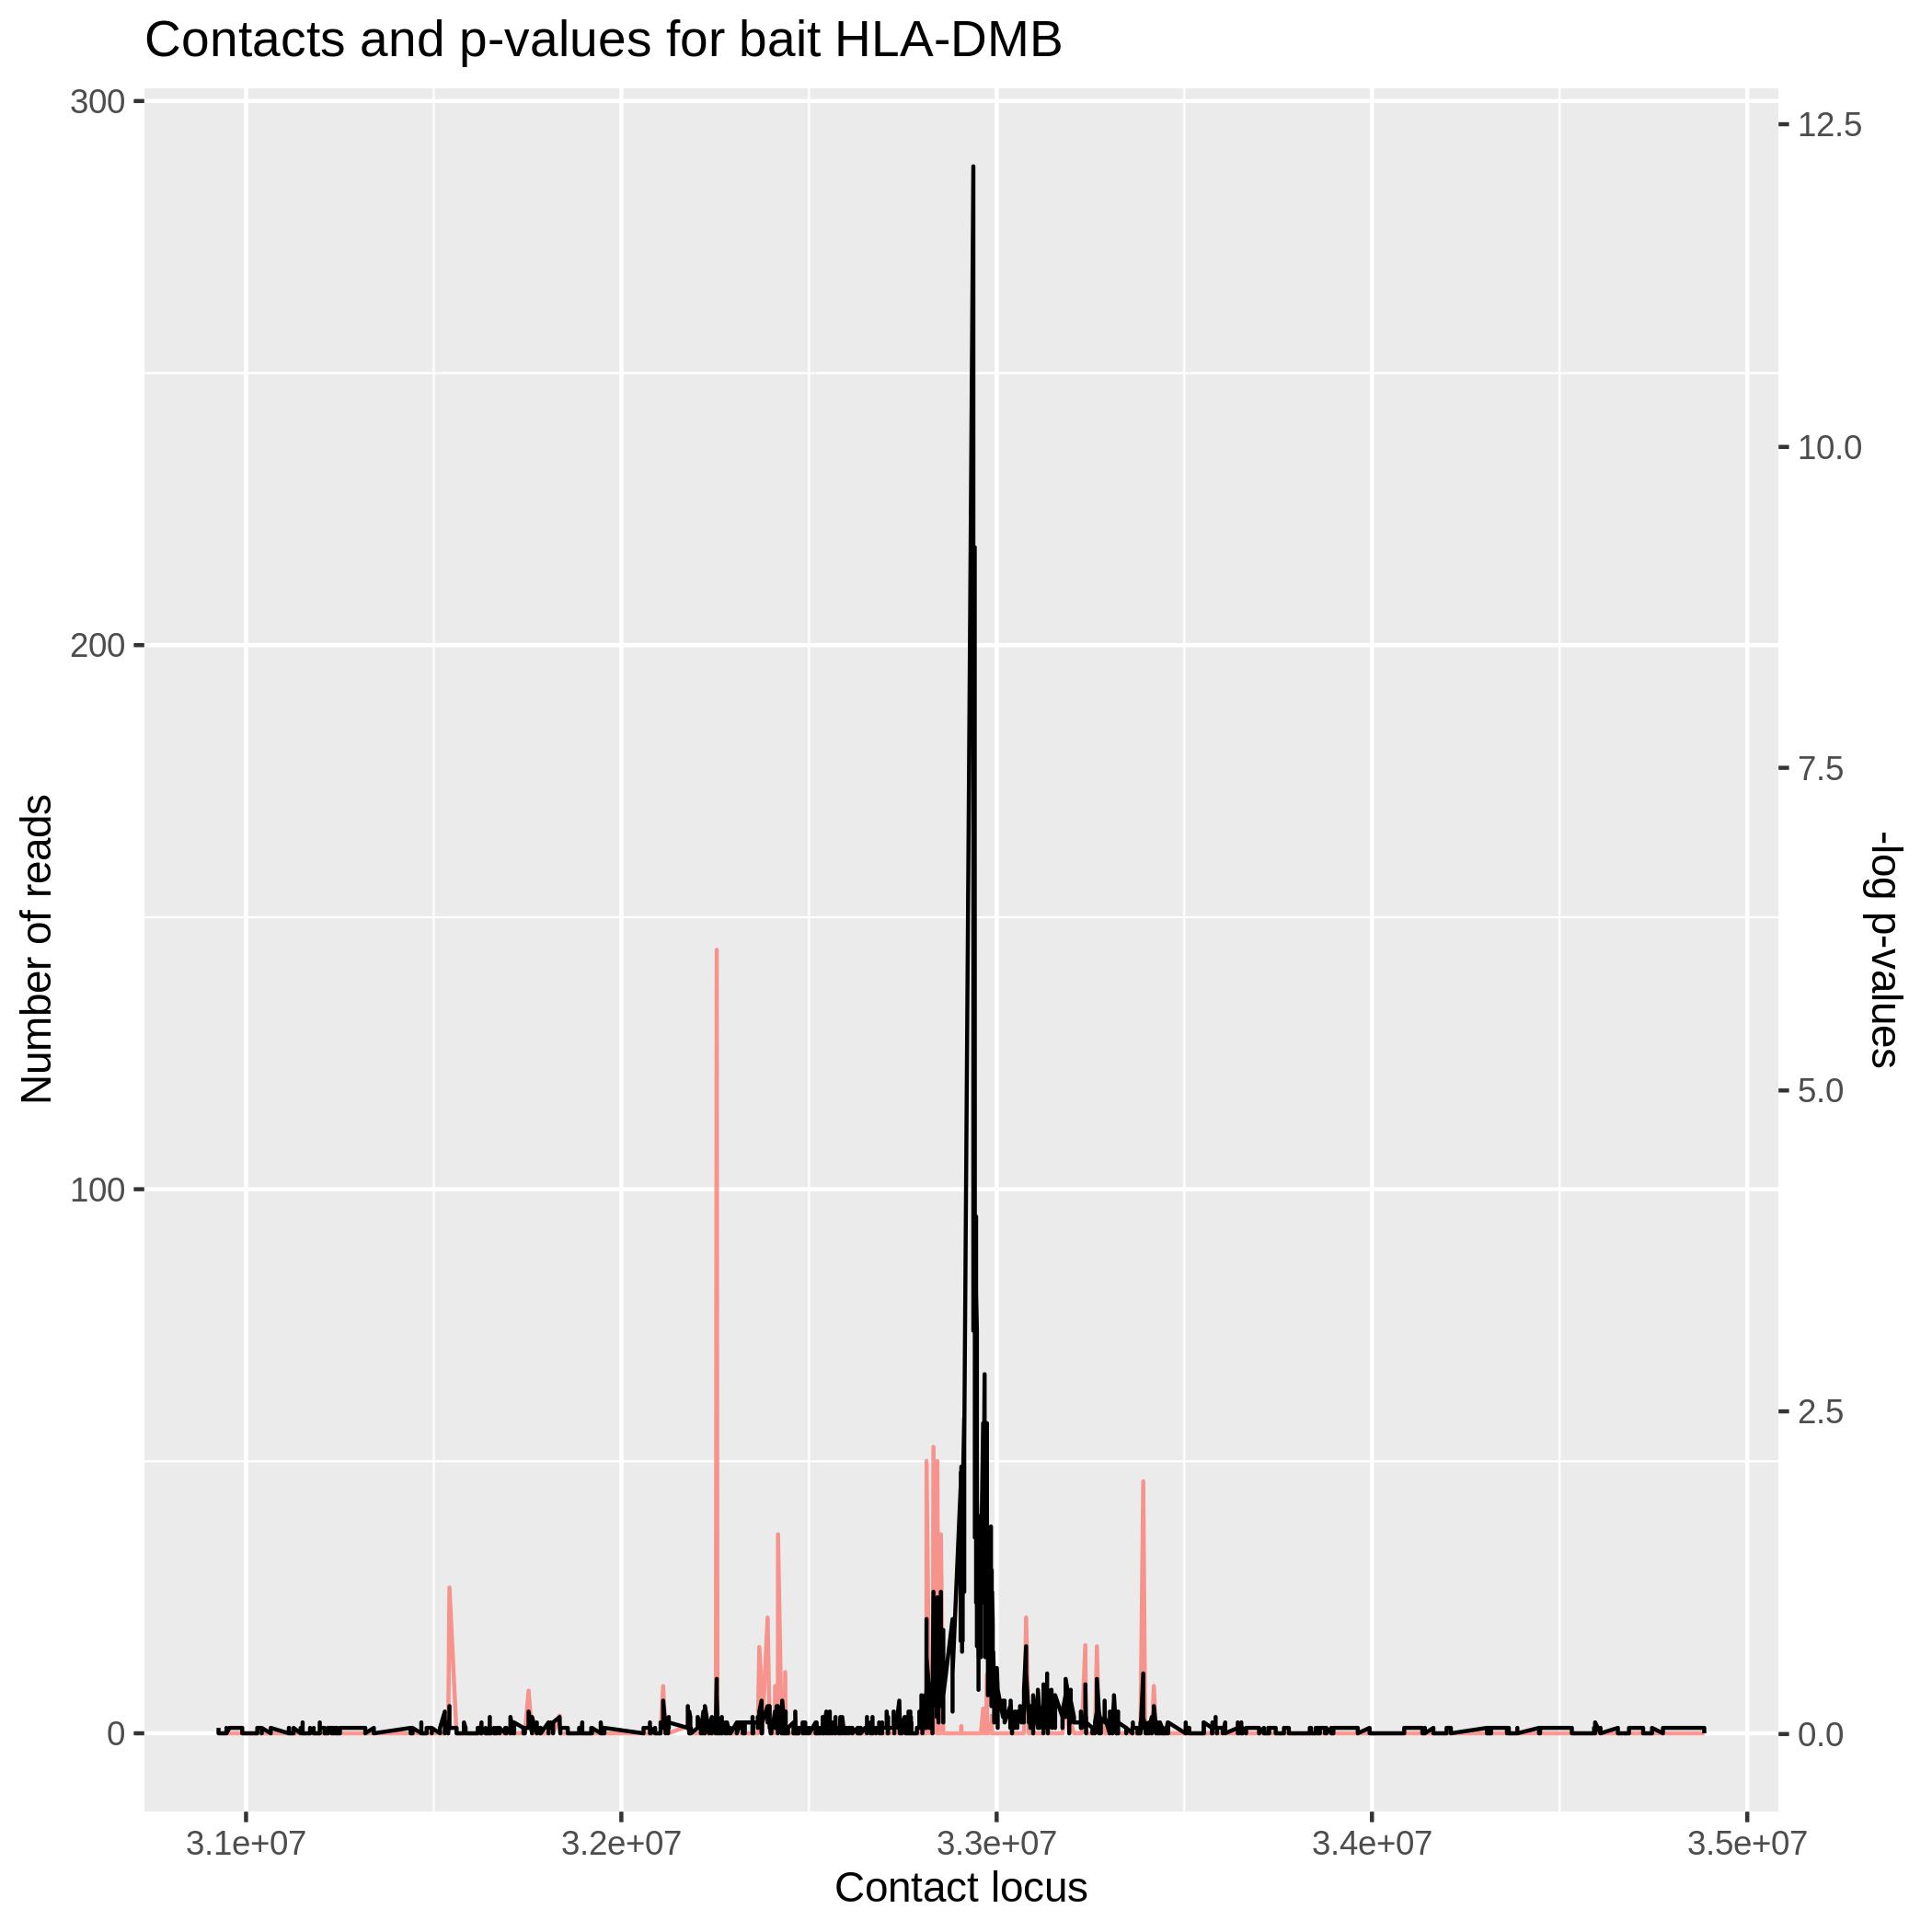 Contacts and p-values for bait HLA-DMB
300
200
100
0
Number of reads
12.5
10.0
7.5
5.0
2.5
0.0
-log p-values
3.1e+07 3.2e+07 3.3e+07 3.4e+07 3.5e+07
Contact locus